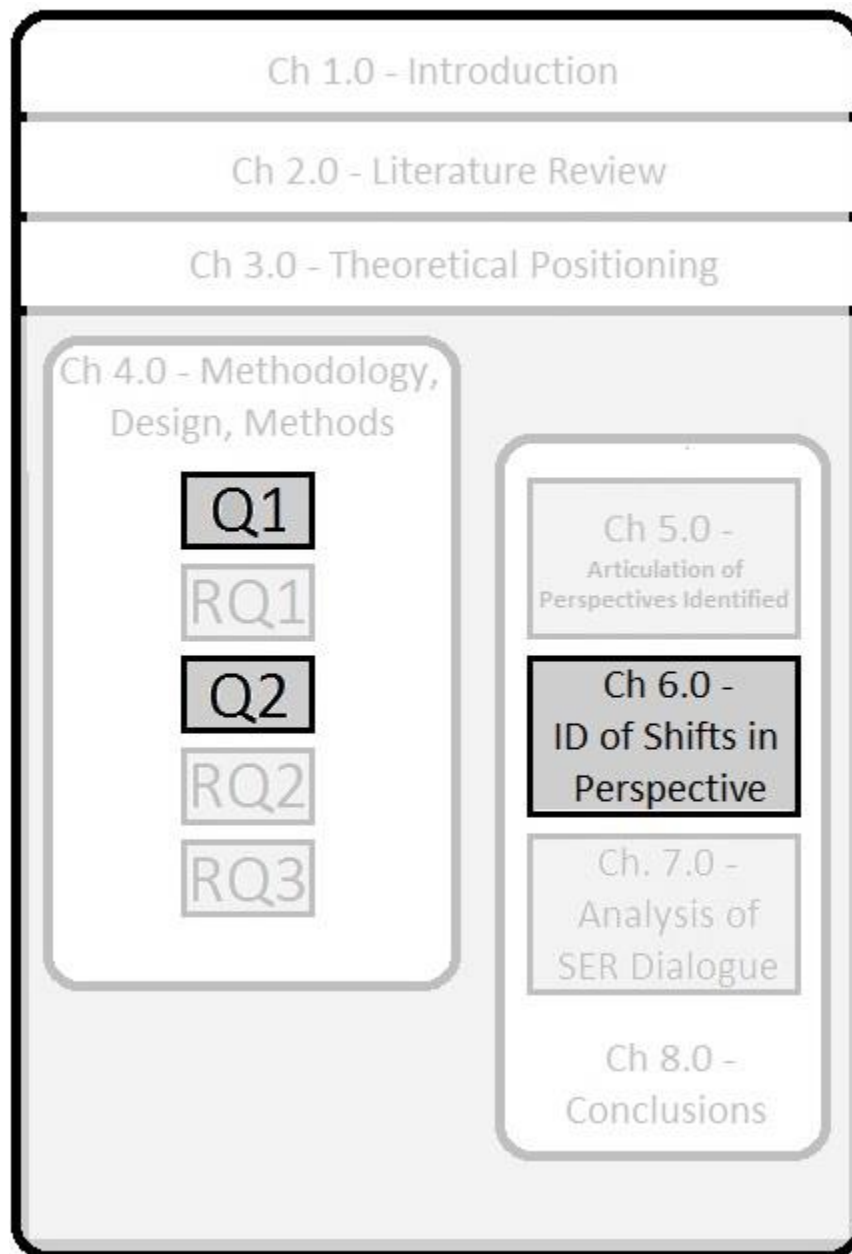 Ch 1.0 - Introduction
Ch 2.0 - Literature Review
Ch 3.0 - Theoretical Positioning
Ch 4.0 - Methodology,
Design, Methods
Q1
RQ1
Q2
RQ2
RQ3
Ch 5.0 -
Articulation of
Perspectives Identified
Ch 6.0 -
ID of Shifts in
Perspective
Ch. 7.0 -
Analysis of
SER Dialogue
Ch 8.0 -
Conclusions